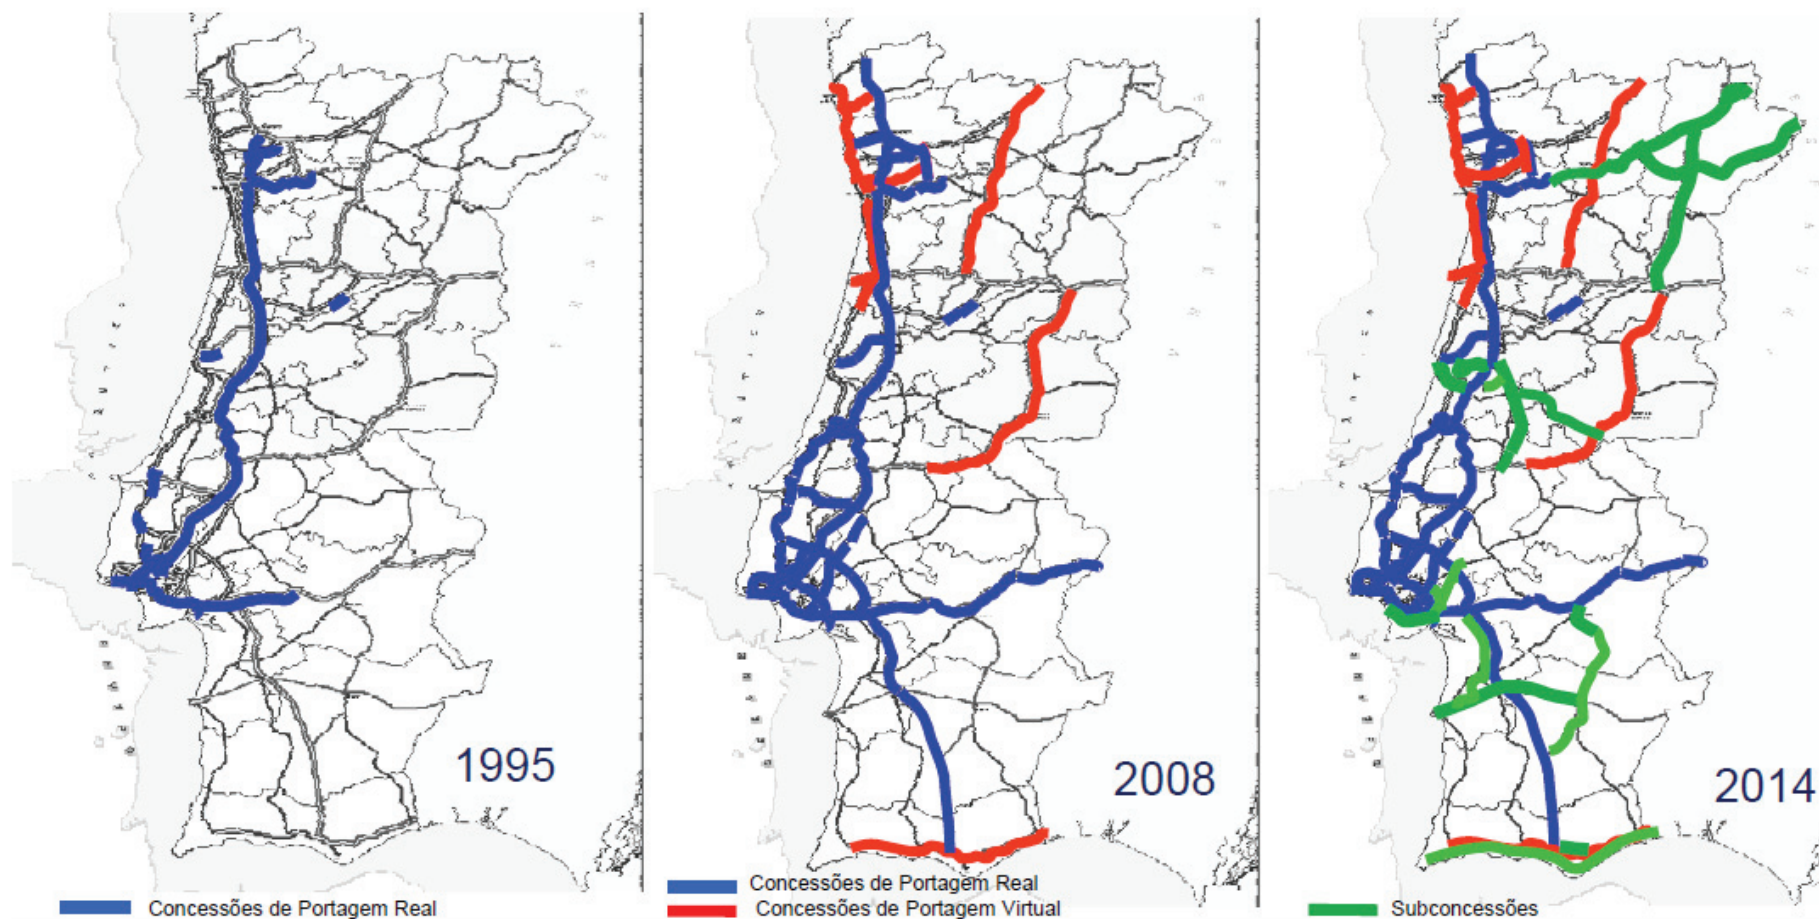 1995
2008
2014
Concessões de Portagem Real
Concessões de Portagem Real
Concessões de Portagem Virtual
Subconcessões